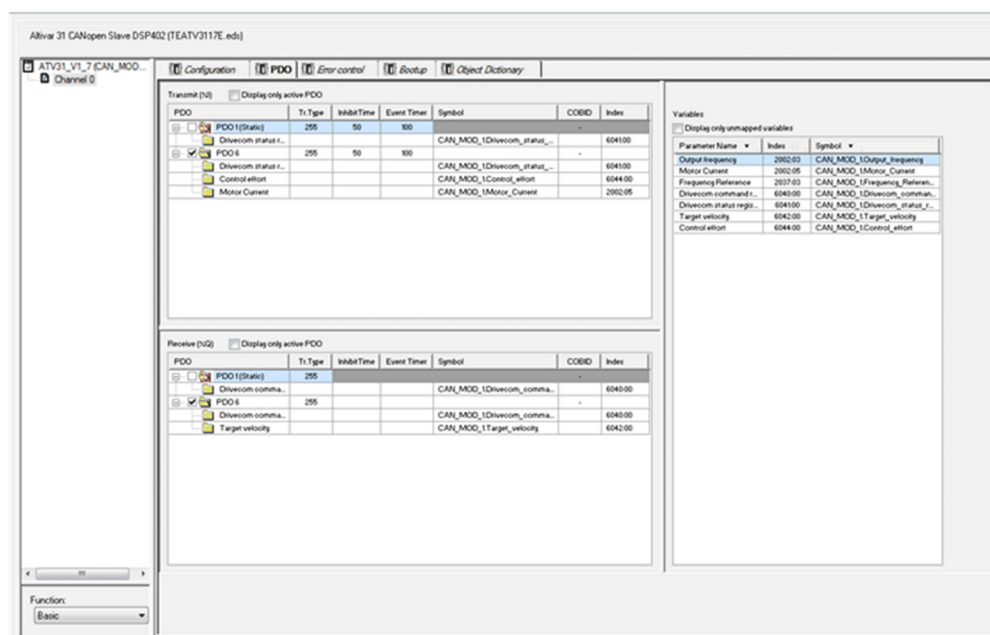 Altivar 31 CANopen Slave DSP402 (TEATV3117E.eds)
ATV31_V1_7 (CAN_MOD...
Channel 0
Configuration PDO Error control Bootup Object Dictionary
Transmit (%I) Display only active PDO
PDO Tr.Type Inhibit Time Event Timer Symbol COBID Index
PDO 1 (Static) 255 50 100 -
Drivecom status r... CAN_MOD_1.Drivecom_status_... 6041:00
PDO 6 255 50 100 -
Drivecom status r... CAN_MOD_1.Drivecom_status_... 6041:00
Control effort CAN_MOD_1.Control_effort 6044:00
Motor Current CAN_MOD_1.Motor_Current 2002:05
Receive (%Q) Display only active PDO
PDO Tr.Type Inhibit Time Event Timer Symbol COBID Index
PDO 1 (Static) 255 -
Drivecom comma... CAN_MOD_1.Drivecom_comma... 6040:00
PDO 6 255 -
Drivecom comma... CAN_MOD_1.Drivecom_comma... 6040:00
Target velocity CAN_MOD_1.Target_velocity 6042:00
Variables
Display only unmapped variables
Parameter Name Index Symbol
Output frequency 2002:03 CAN_MOD_1.Output_frequency
Motor Current 2002:05 CAN_MOD_1.Motor_Current
Frequency Reference 2037:03 CAN_MOD_1.Frequency_Referen...
Drivecom command r... 6040:00 CAN_MOD_1.Drivecom_comman...
Drivecom status regis... 6041:00 CAN_MOD_1.Drivecom_status_r...
Target velocity 6042:00 CAN_MOD_1.Target_velocity
Control effort 6044:00 CAN_MOD_1.Control_effort
Function:
Basic